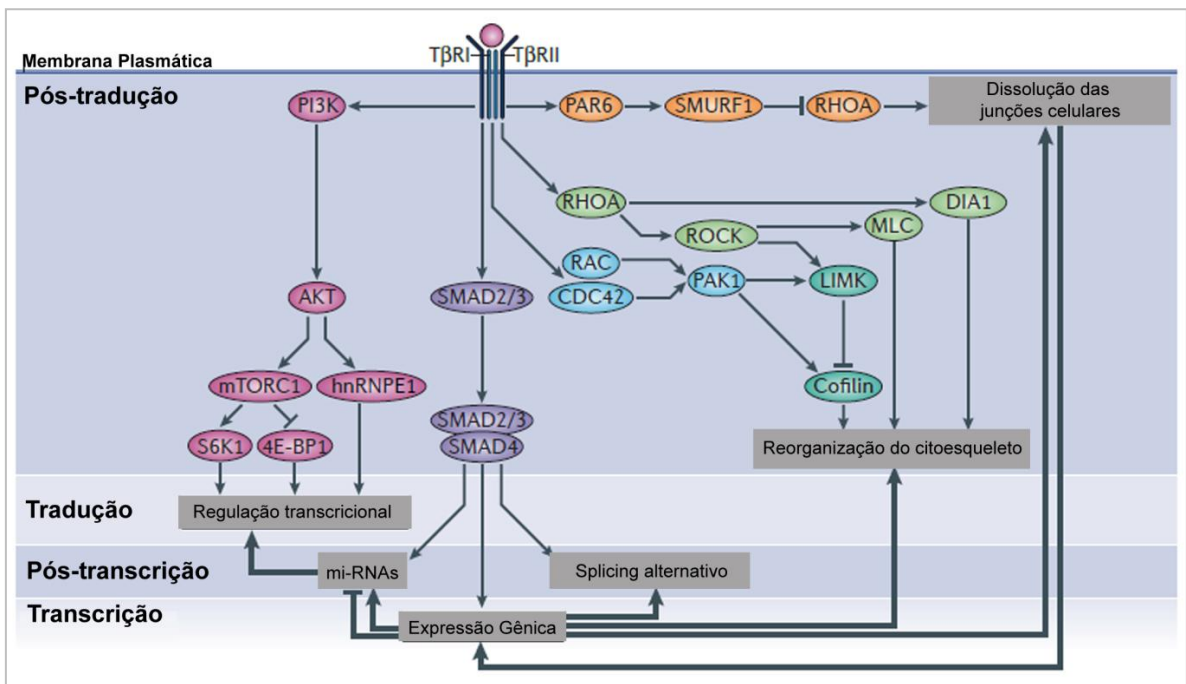 TβRI
TβRII
Membrana Plasmática
Pós-tradução
PI3K
PAR6
SMURF1
RHOA
Dissolução das
junções celulares
RHOA
DIA1
ROCK
MLC
RAC
PAK1
LIMK
AKT
SMAD2/3
CDC42
mTORC1
hnRNPE1
Cofilin
SMAD2/3
S6K1
4E-BP1
SMAD4
Reorganização do citoesqueleto
Tradução
Regulação transcricional
Pós-transcrição
mi-RNAs
Splicing alternativo
Transcrição
Expressão Gênica